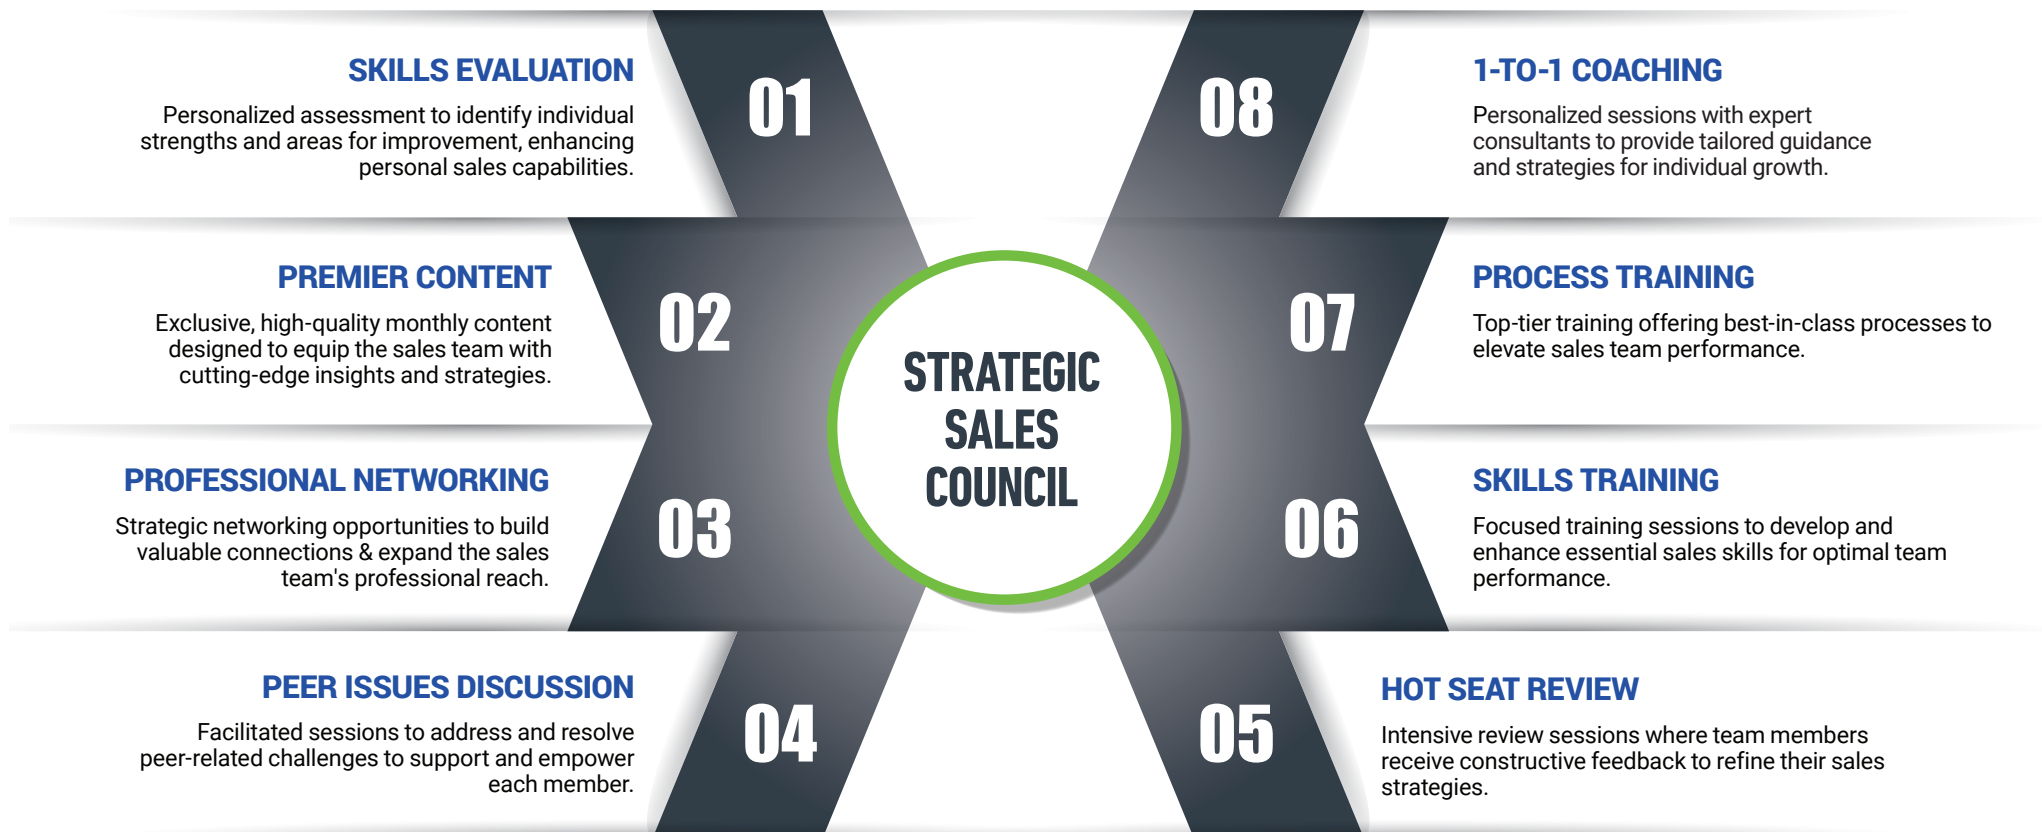 SKILLS EVALUATION
Personalized assessment to identify individual
strengths and areas for improvement, enhancing
personal sales capabilities.
01
PREMIER CONTENT
Exclusive, high-quality monthly content
designed to equip the sales team with
cutting-edge insights and strategies.
02
PROFESSIONAL NETWORKING
Strategic networking opportunities to build
valuable connections & expand the sales
team's professional reach.
03
PEER ISSUES DISCUSSION
Facilitated sessions to address and resolve
peer-related challenges to support and empower
each member.
04
STRATEGIC
SALES
COUNCIL
08
1-TO-1 COACHING
Personalized sessions with expert
consultants to provide tailored guidance
and strategies for individual growth.
07
PROCESS TRAINING
Top-tier training offering best-in-class processes to
elevate sales team performance.
06
SKILLS TRAINING
Focused training sessions to develop and
enhance essential sales skills for optimal team
performance.
05
HOT SEAT REVIEW
Intensive review sessions where team members
receive constructive feedback to refine their sales
strategies.